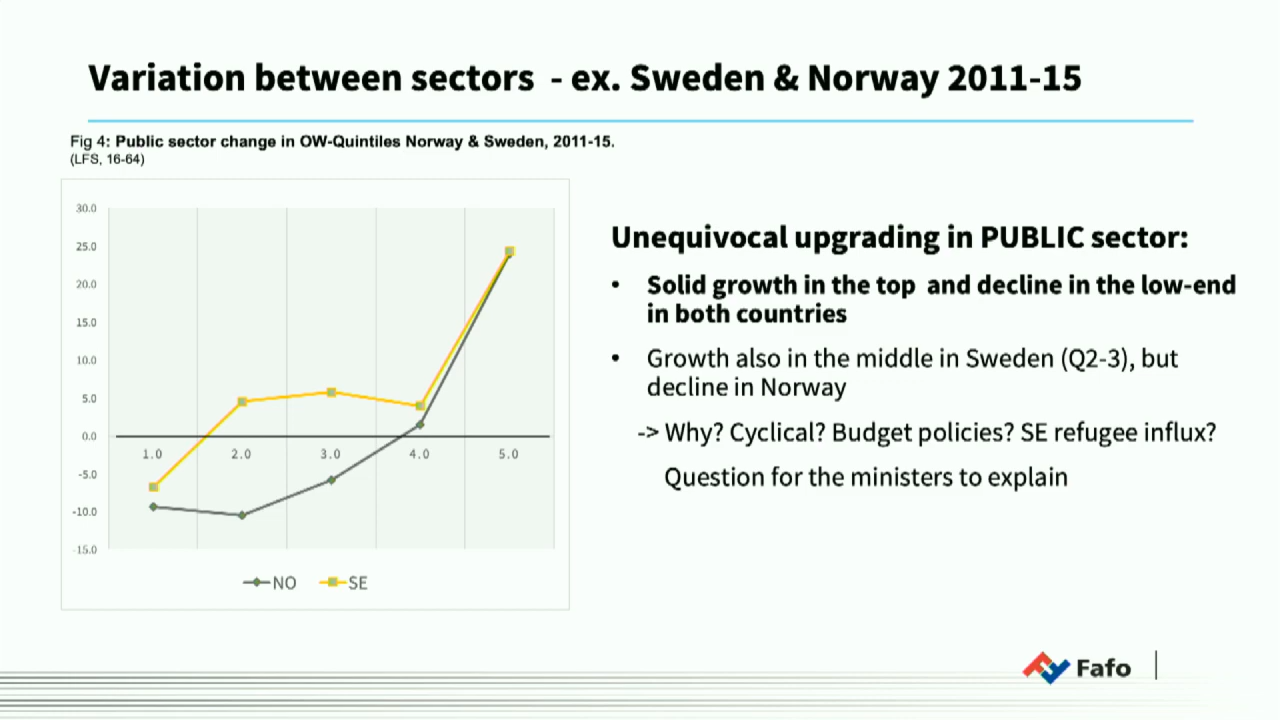 Variation between sectors - ex. Sweden & Norway 2011-15
Fig 4: Public sector change in OW-Quintiles Norway & Sweden, 2011-15.
(LFS, 16-64)
30.0
25.0
20.0
15.0
10.0
5.0
0.0
-5.0
-10.0
-15.0
1.0 2.0 3.0 4.0 5.0
NO SE
Unequivocal upgrading in PUBLIC sector:
• Solid growth in the top and decline in the low-end
in both countries
• Growth also in the middle in Sweden (Q2-3), but
decline in Norway
-> Why? Cyclical? Budget policies? SE refugee influx?
Question for the ministers to explain
Fafo